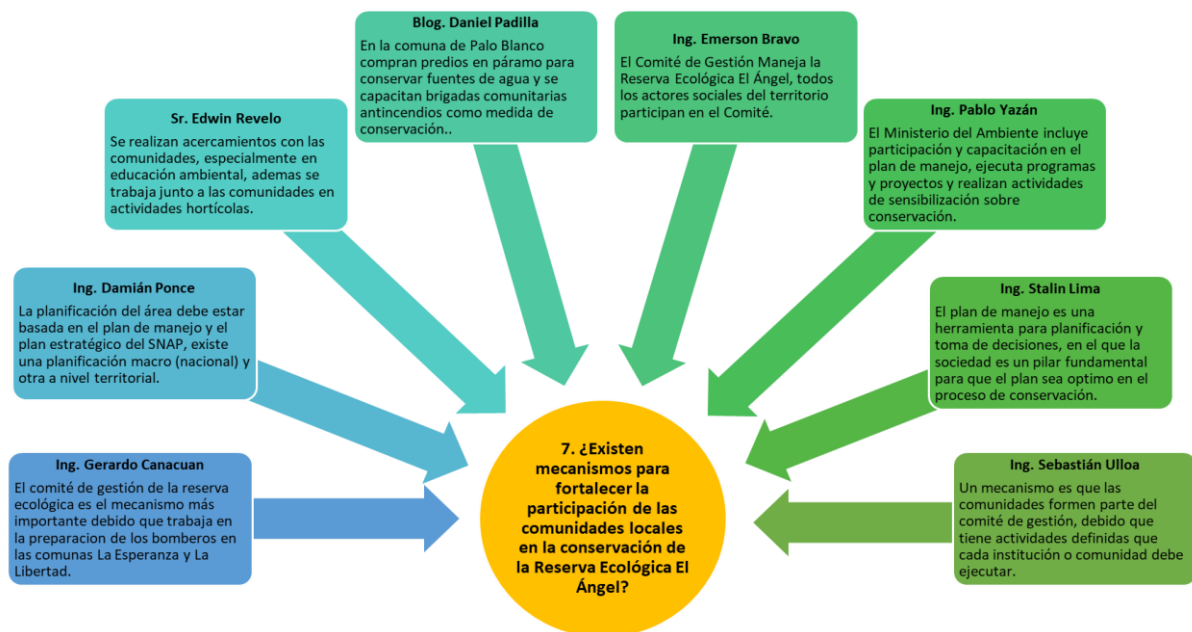 Blog. Daniel Padilla
En la comuna de Palo Blanco
compran predios en páramo para
conservar fuentes de agua y se
capacitan brigadas comunitarias
antincendios como medida de
conservación..
Ing. Emerson Bravo
El Comité de Gestión Maneja la
Reserva Ecológica El Ángel, todos
los actores sociales del territorio
participan en el Comité.
Sr. Edwin Revelo
Se realizan acercamientos con las
comunidades, especialmente en
educación ambiental, ademas se
trabaja junto a las comunidades en
actividades hortícolas.
Ing. Pablo Yazán
El Ministerio del Ambiente incluye
participación y capacitación en el
plan de manejo, ejecuta programas
y proyectos y realizan actividades
de sensibilización sobre
conservación.
Ing. Damián Ponce
La planificación del área debe estar
basada en el plan de manejo y el
plan estratégico del SNAP, existe
una planificación macro (nacional) y
otra a nivel territorial.
Ing. Stalin Lima
El plan de manejo es una
herramienta para planificación y
toma de decisiones, en el que la
sociedad es un pilar fundamental
para que el plan sea optimo en el
proceso de conservación.
Ing. Gerardo Canacuan
El comité de gestión de la reserva
ecológica es el mecanismo más
importante debido que trabaja en
la preparacion de los bomberos en
las comunas La Esperanza y La
Libertad.
7. ¿Existen
mecanismos para
fortalecer la
participación de las
comunidades locales
en la conservación de
la Reserva Ecológica El
Ángel?
Ing. Sebastián Ulloa
Un mecanismo es que las
comunidades formen parte del
comité de gestión, debido que
tiene actividades definidas que
cada institución o comunidad debe
ejecutar.